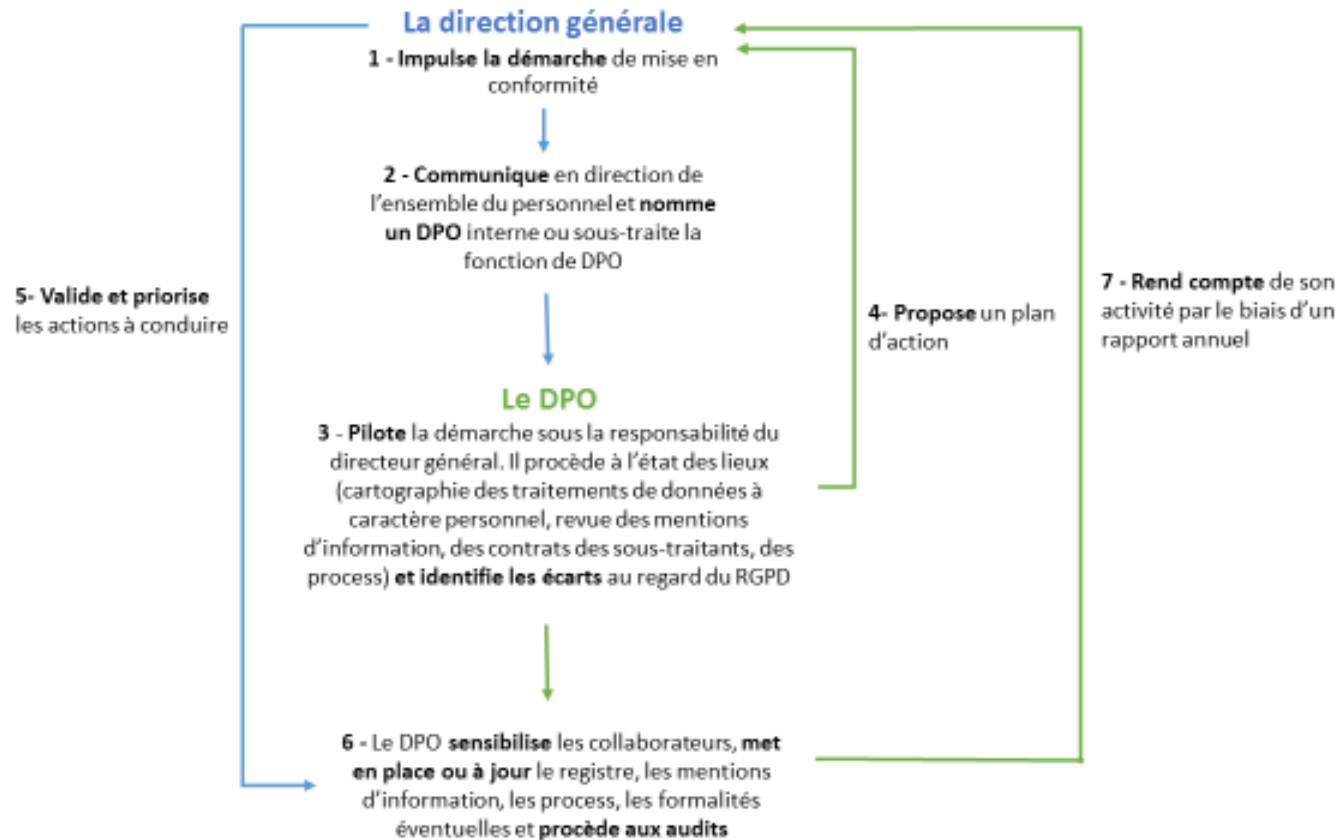 La direction générale
1 - Impulse la démarche de mise en
conformité
2 - Communique en direction de
l'ensemble du personnel et nomme
un DPO interne ou sous-traite la
fonction de DPO
5- Valide et priorise
les actions à conduire
4- Propose un plan
d'action
7 - Rend compte de son
activité par le biais d'un
rapport annuel
Le DPO
3 - Pilote la démarche sous la responsabilité du
directeur général. Il procède à l'état des lieux
(cartographie des traitements de données à
caractère personnel, revue des mentions
d'information, des contrats des sous-traitants, des
process) et identifie les écarts au regard du RGPD
6 - Le DPO sensibilise les collaborateurs, met
en place ou à jour le registre, les mentions
d'information, les process, les formalités
éventuelles et procède aux audits